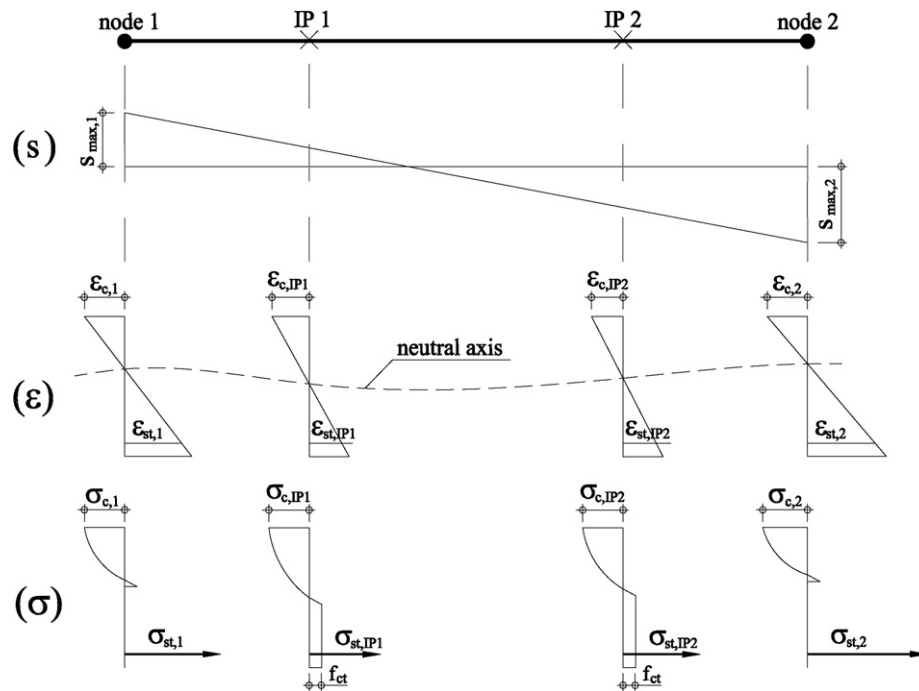 node 1 IP 1 IP 2 node 2
(s) s max,1 s max,2
εc,1 εc,IP1 εc,IP2 εc,2
neutral axis
(ε) εst,1 εst,IP1 εst,IP2 εst,2
σc,1 σc,IP1 σc,IP2 σc,2
(σ) σst,1 σst,IP1 σst,IP2 σst,2
fct fct